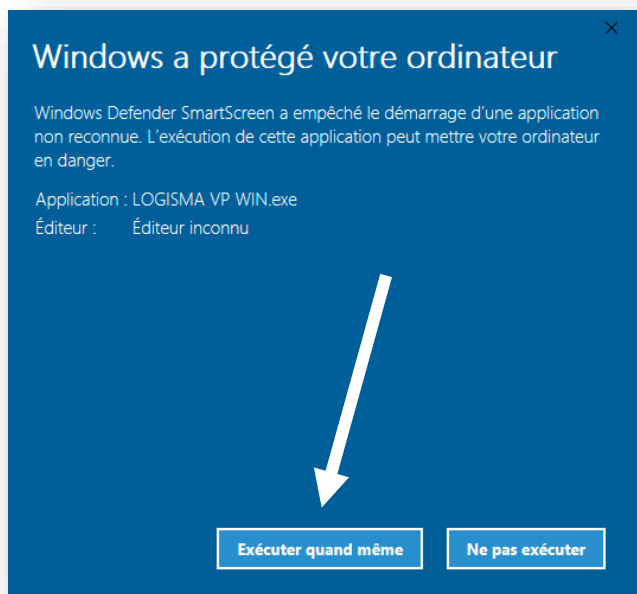 Windows a protégé votre ordinateur
Windows Defender SmartScreen a empêché le démarrage d’une application
non reconnue. L’exécution de cette application peut mettre votre ordinateur
en danger.
Application : LOGISMA VP WIN.exe
Éditeur : Éditeur inconnu
Exécuter quand même Ne pas exécuter